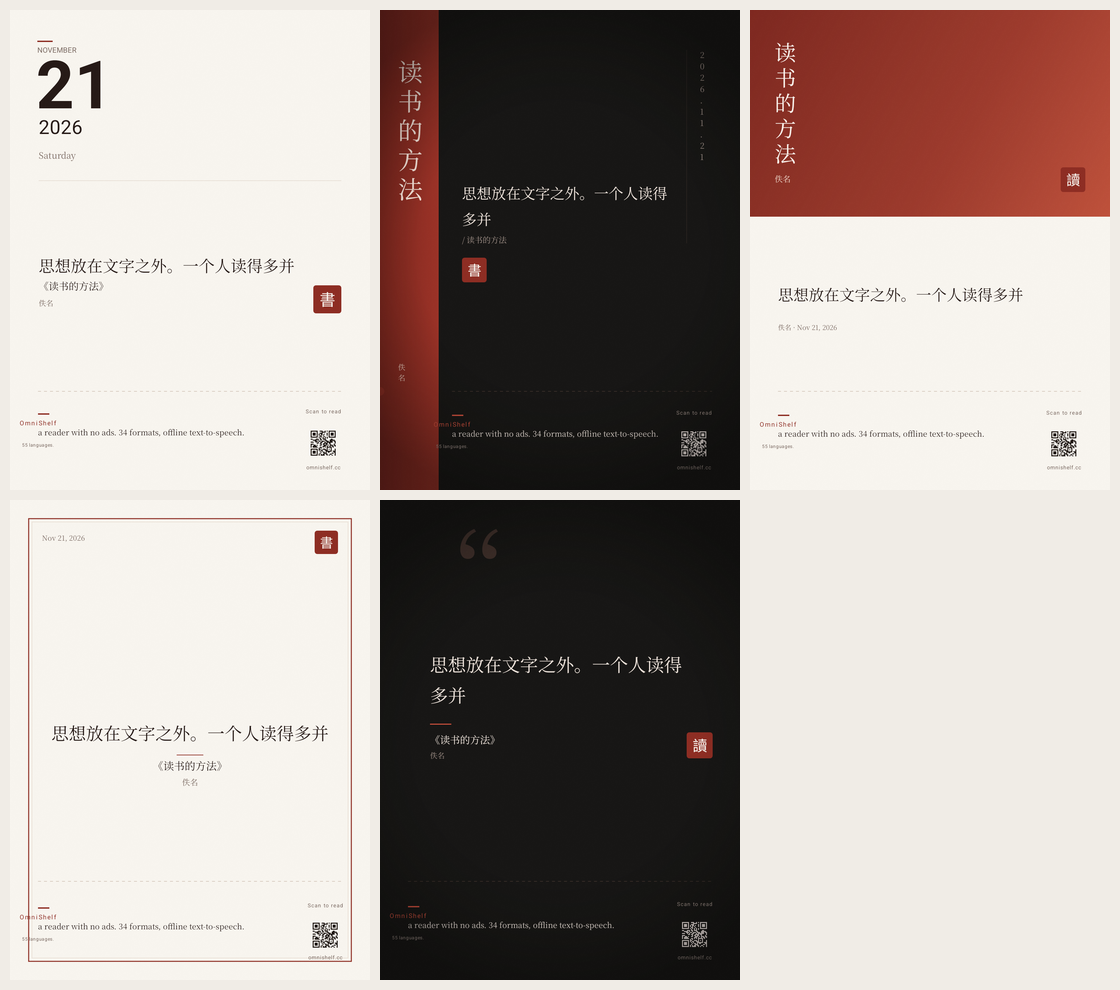 NOVEMBER
21
2026
Saturday
思想放在文字之外。一个人读得多并
《读书的方法》
佚名
書
Scan to read
OmniShelf
a reader with no ads. 34 formats, offline text-to-speech.
55 languages
omnishelf.cc
读书的方法
佚名
2026.11.21
思想放在文字之外。一个人读得
多并
/ 读书的方法
書
Scan to read
OmniShelf
a reader with no ads. 34 formats, offline text-to-speech.
55 languages
omnishelf.cc
读书的方法
佚名
讀
思想放在文字之外。一个人读得多并
佚名 · Nov 21, 2026
Scan to read
OmniShelf
a reader with no ads. 34 formats, offline text-to-speech.
55 languages
omnishelf.cc
Nov 21, 2026
書
思想放在文字之外。一个人读得多并
《读书的方法》
佚名
Scan to read
OmniShelf
a reader with no ads. 34 formats, offline text-to-speech.
55 languages
omnishelf.cc
“
思想放在文字之外。一个人读得
多并
《读书的方法》
佚名
讀
Scan to read
OmniShelf
a reader with no ads. 34 formats, offline text-to-speech.
55 languages
omnishelf.cc